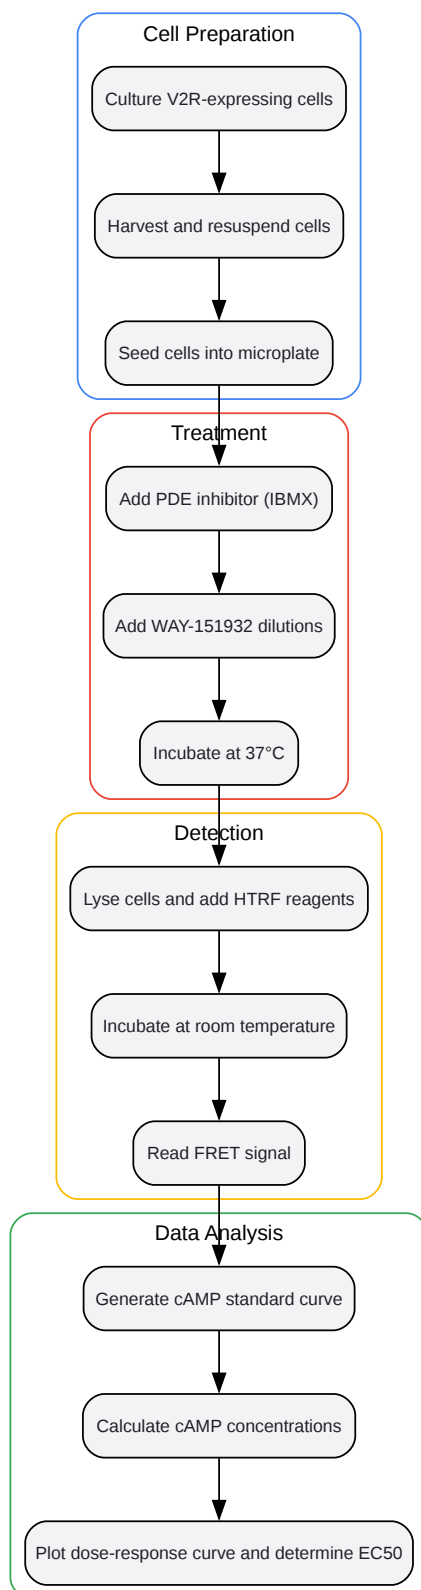 Cell Preparation
Culture V2R-expressing cells
Harvest and resuspend cells
Seed cells into microplate
Treatment
Add PDE inhibitor (IBMX)
Add WAY-151932 dilutions
Incubate at 37°C
Detection
Lyse cells and add HTRF reagents
Incubate at room temperature
Read FRET signal
Data Analysis
Generate cAMP standard curve
Calculate cAMP concentrations
Plot dose-response curve and determine EC50